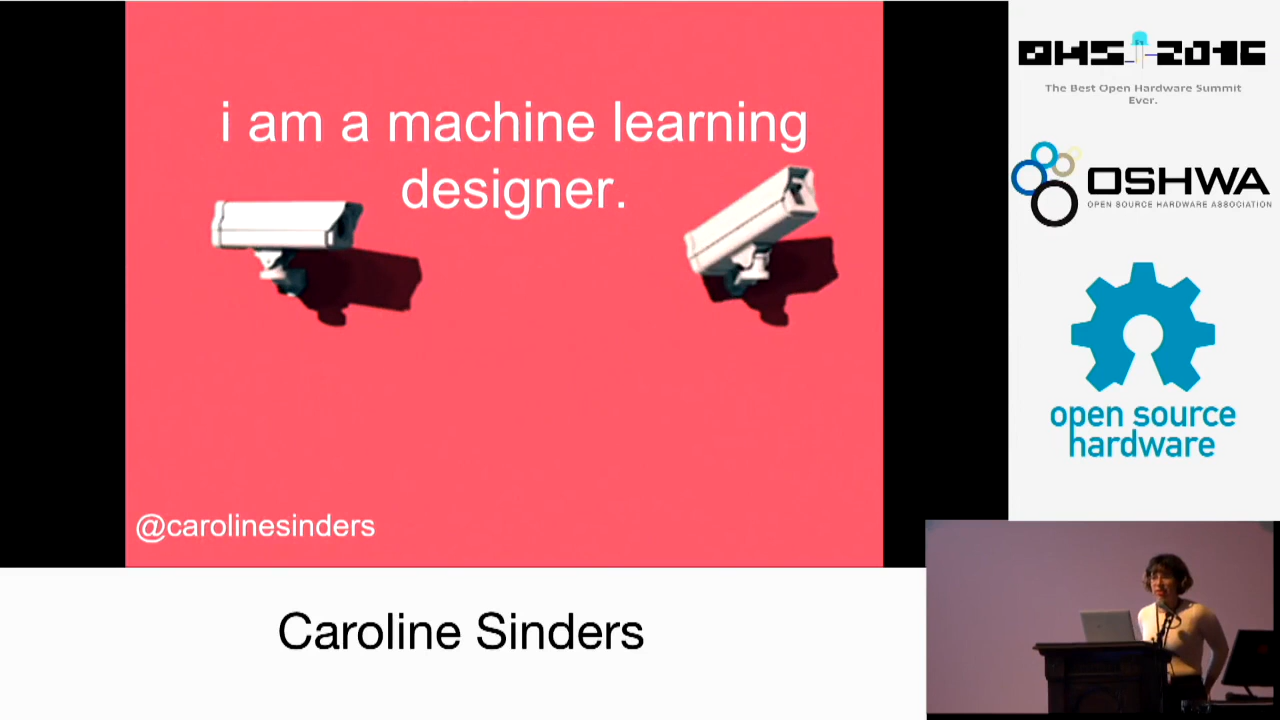 i am a machine learning
designer.
@carolinesinders
Caroline Sinders
OHS 2016
The Best Open Hardware Summit
Ever.
OSHWA
OPEN SOURCE HARDWARE ASSOCIATION
open source
hardware